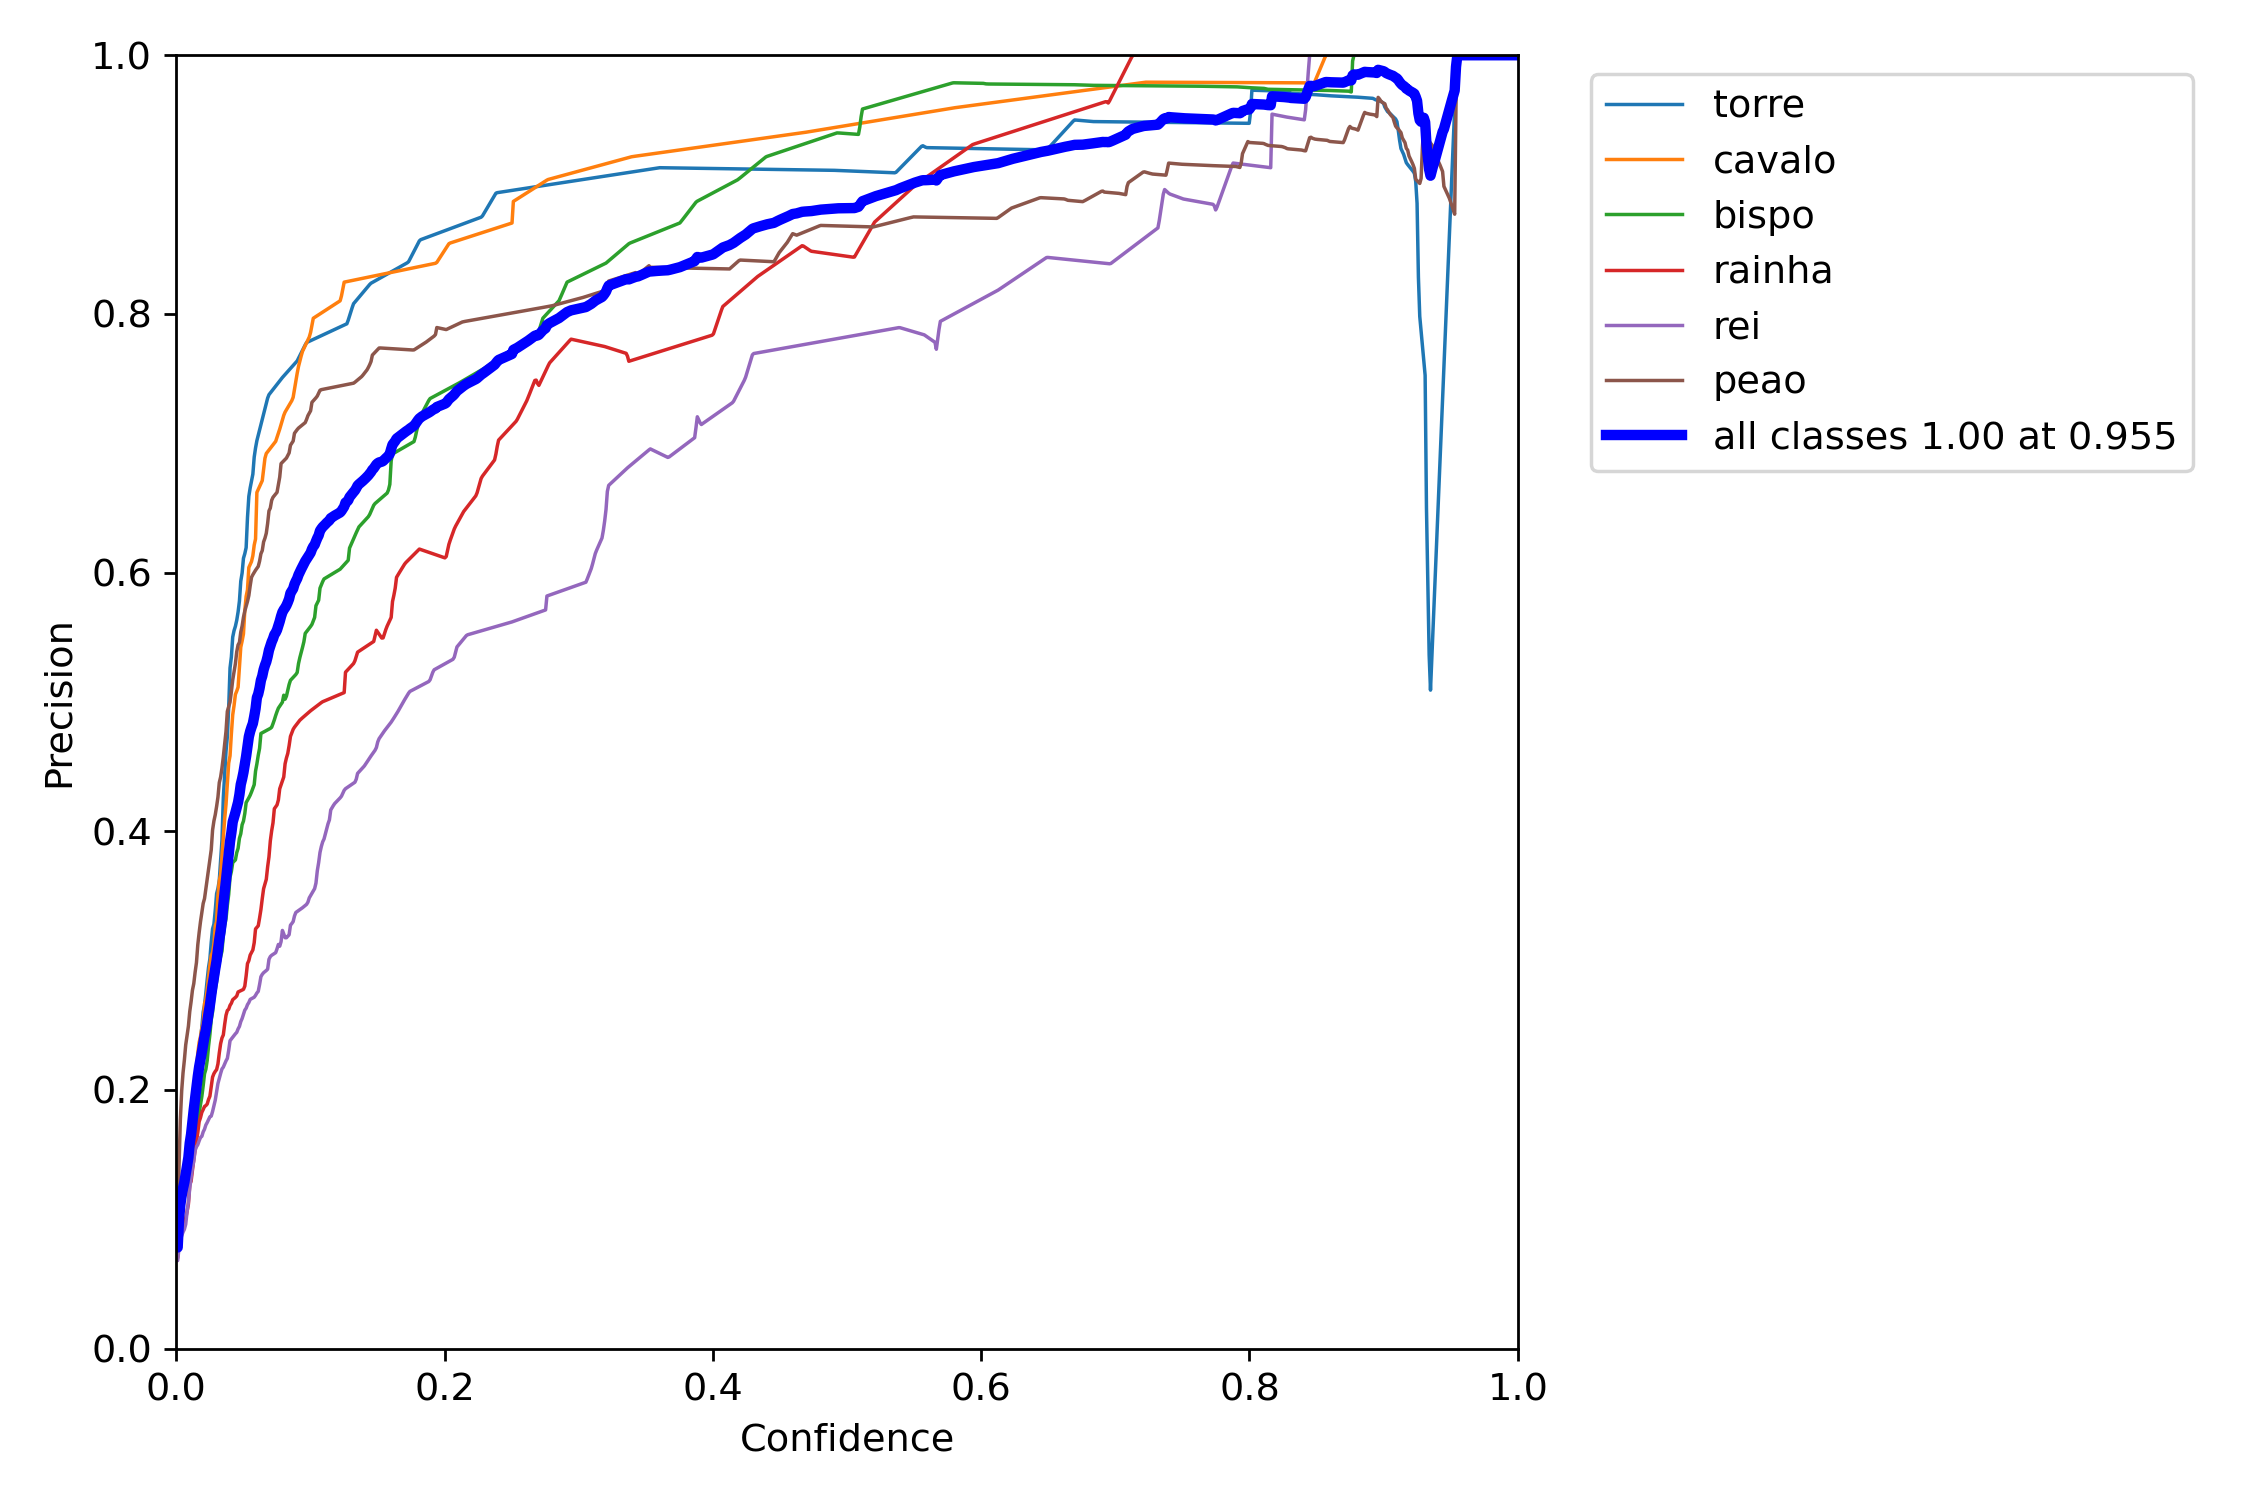 1.0
0.8
0.6
0.4
0.2
0.0
Precision
0.0 0.2 0.4 0.6 0.8 1.0
Confidence
torre
cavalo
bispo
rainha
rei
peao
all classes 1.00 at 0.955